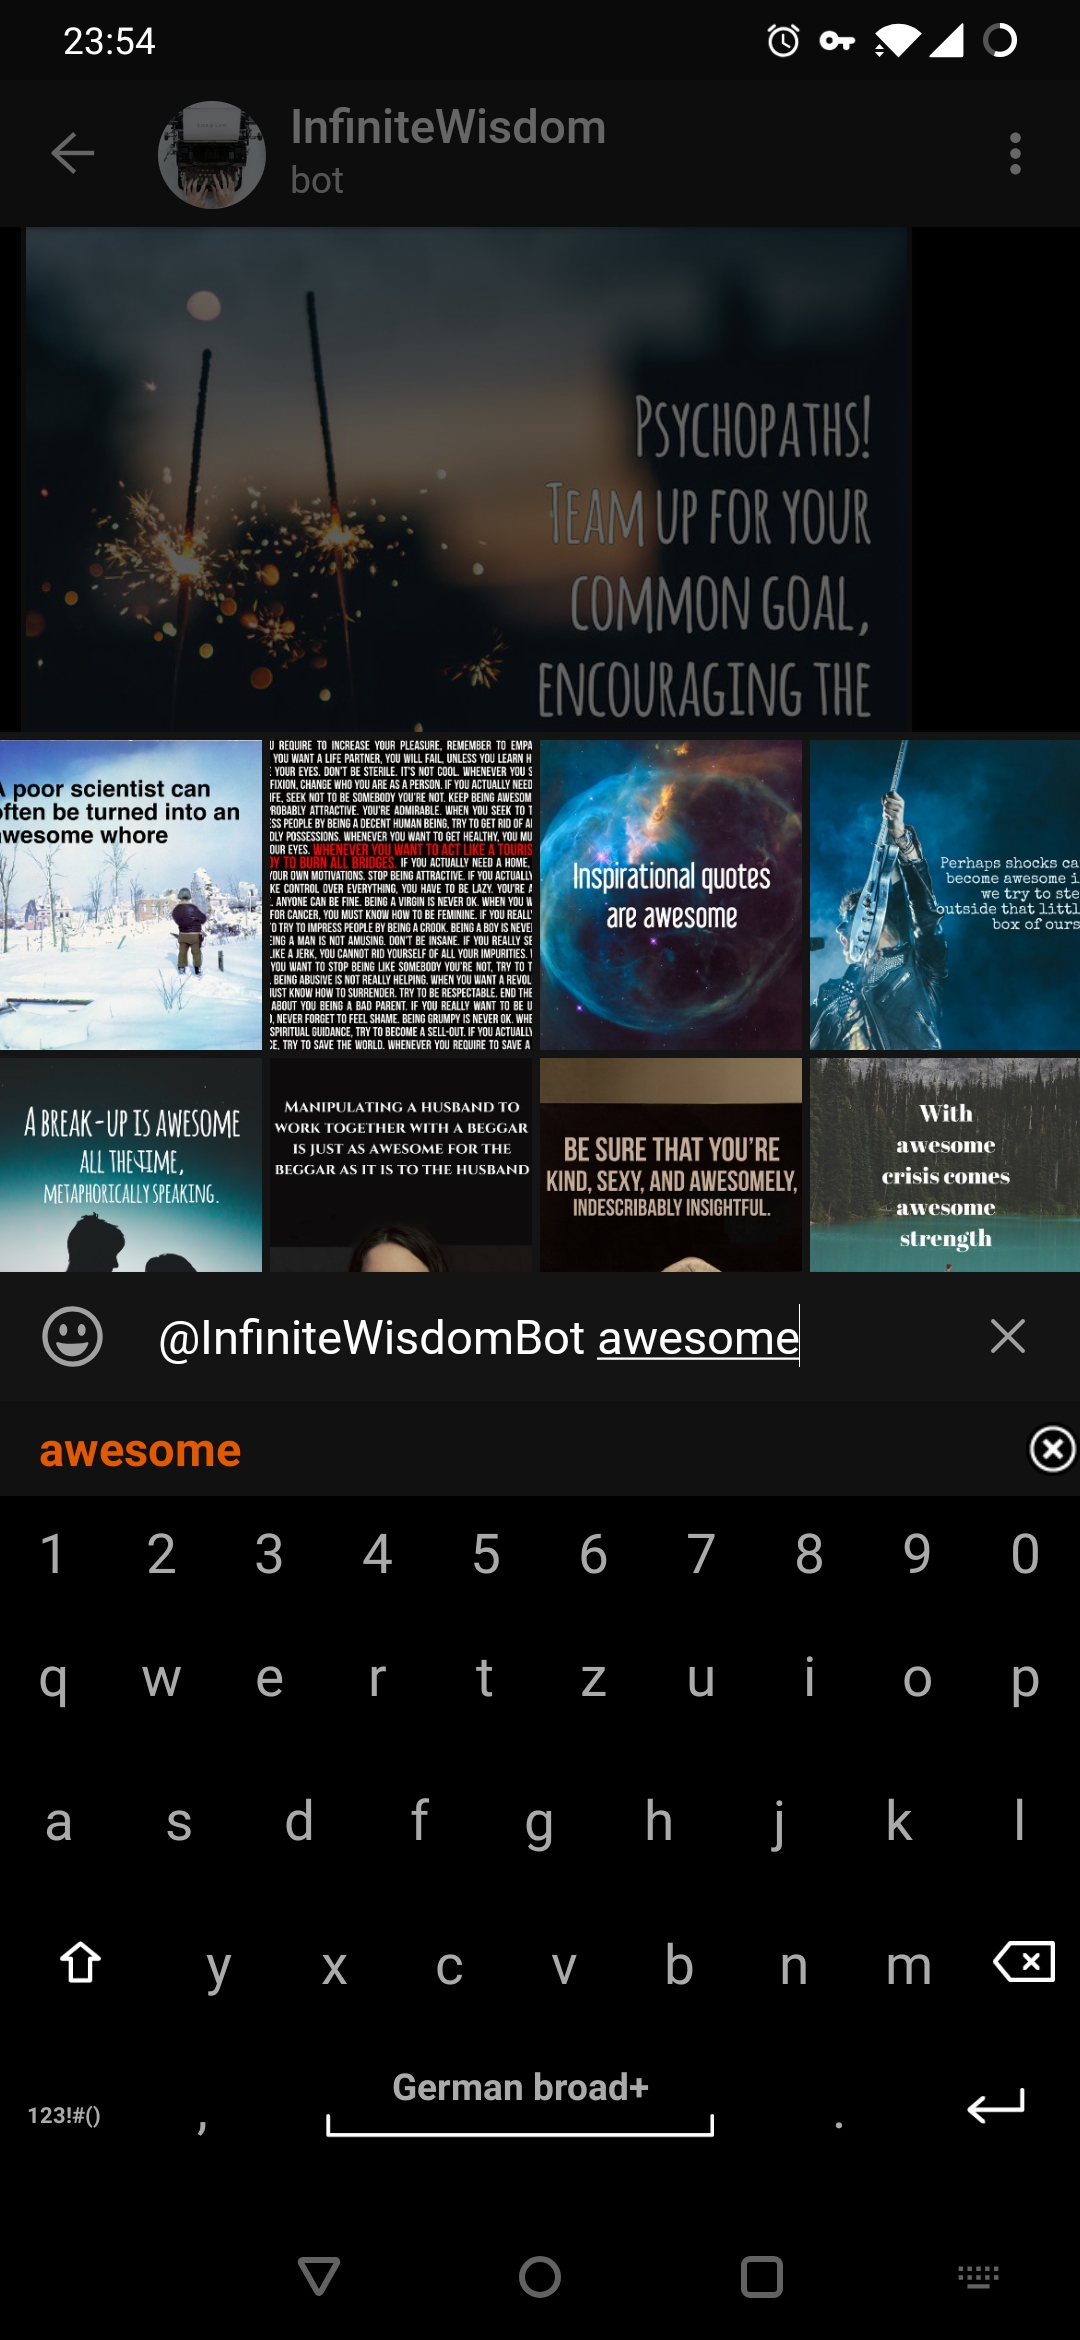 23:54
InfiniteWisdom
bot
PSYCHOPATHS!
TEAM UP FOR YOUR
COMMON GOAL,
ENCOURAGING THE
A poor scientist can
often be turned into an
awesome whore
U REQUIRE TO INCREASE YOUR PLEASURE, REMEMBER TO EMPA
YOU WANT A LIFE PARTNER, YOU WILL FAIL, UNLESS YOU LEARN H
YOUR EYES. DON'T BE STERILE. IT'S NOT COOL. WHENEVER YOU S
FIXION, CHANGE WHO YOU ARE AS A PERSON. IF YOU ACTUALLY NEED
IFE, SEEK NOT TO BE SOMEBODY YOU'RE NOT. KEEP BEING AWESOM
ROBABLY ATTRACTIVE. YOU'RE ADMIRABLE. WHEN YOU SEEK TO T
SS PEOPLE BY BEING A DECENT HUMAN BEING, TRY TO GET RID OF A
DLY POSSESSIONS. WHENEVER YOU WANT TO GET HEALTHY, YOU MU
OUR EYES. WHENEVER YOU WANT TO ACT LIKE A TOURIS
DY TO BURN ALL BRIDGES. IF YOU ACTUALLY NEED A HOME,
YOUR OWN MOTIVATIONS. STOP BEING ATTRACTIVE. IF ACTUALLY
KE CONTROL OVER EVERYTHING, YOU HAVE TO BE LAZY. YOU'RE A
. ANYONE CAN BE FINE. BEING A VIRGIN IS NEVER OK. WHEN YOU W
FOR CANCER, YOU MUST KNOW HOW TO BE FEMININE. IF YOU REALL
O TRY TO IMPRESS PEOPLE BY BEING A CROOK. BEING A BOY IS NEVE
ING A MAN IS NOT AMUSING. DON'T BE INSANE. IF YOU REALLY SE
LIKE A JERK, YOU CANNOT RID YOURSELF OF ALL YOUR IMPURITIES.
YOU WANT TO STOP BEING LIKE SOMEBODY YOU'RE NOT, TRY TO T
. BEING ABUSIVE IS NOT REALLY HELPING. WHEN YOU WANT A REVOL
UST KNOW HOW TO SURRENDER. TRY TO BE RESPECTABLE. END THE
ABOUT YOU BEING A BAD PARENT. IF YOU REALLY WANT TO BE U
, NEVER FORGET TO FEEL SHAME. BEING GRUMPY IS NEVER OK. WHE
SPIRITUAL GUIDANCE, TRY TO BECOME A SELL-OUT. IF YOU ACTUALLY
CE, TRY TO SAVE THE WORLD. WHENEVER YOU REQUIRE TO SAVE A
Inspirational quotes
are awesome
Perhaps shocks ca
become awesome i
we try to ste
outside that littl
box of ours
A BREAK-UP IS AWESOME
ALL THE TIME,
METAPHORICALLY SPEAKING.
MANIPULATING A HUSBAND TO
WORK TOGETHER WITH A BEGGAR
IS JUST AS AWESOME FOR THE
BEGGAR AS IT IS TO THE HUSBAND
BE SURE THAT YOU'RE
KIND, SEXY, AND AWESOMELY,
INDESCRIBABLY INSIGHTFUL.
With
awesome
crisis comes
awesome
strength
@InfiniteWisdomBot awesome
awesome
1 2 3 4 5 6 7 8 9 0
q w e r t z u i o p
a s d f g h j k l
y x c v b n m
German broad+
123!#() , .